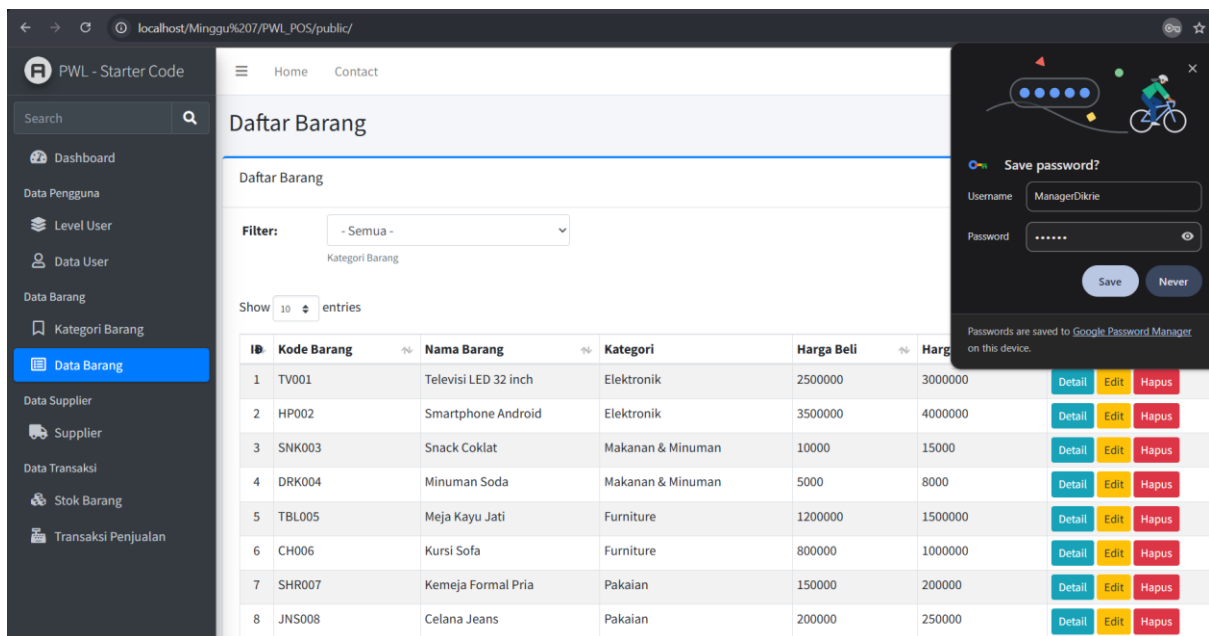 localhost/Minggu%207/PWL_POS/public/
PWL - Starter Code
Search
Dashboard
Data Pengguna
Level User
Data User
Data Barang
Kategori Barang
Data Barang
Data Supplier
Supplier
Data Transaksi
Stok Barang
Transaksi Penjualan
Home Contact
Daftar Barang
Daftar Barang
Filter: - Semua -
Kategori Barang
Show 10 entries
ID Kode Barang Nama Barang Kategori Harga Beli Harg
1 TV001 Televisi LED 32 inch Elektronik 2500000 3000000 Detail Edit Hapus
2 HP002 Smartphone Android Elektronik 3500000 4000000 Detail Edit Hapus
3 SNK003 Snack Coklat Makanan & Minuman 10000 15000 Detail Edit Hapus
4 DRK004 Minuman Soda Makanan & Minuman 5000 8000 Detail Edit Hapus
5 TBL005 Meja Kayu Jati Furniture 1200000 1500000 Detail Edit Hapus
6 CH006 Kursi Sofa Furniture 800000 1000000 Detail Edit Hapus
7 SHR007 Kemeja Formal Pria Pakaian 150000 200000 Detail Edit Hapus
8 JNS008 Celana Jeans Pakaian 200000 250000 Detail Edit Hapus
Save password?
Username ManagerDikrie
Password ••••••
Save Never
Passwords are saved to Google Password Manager
on this device.